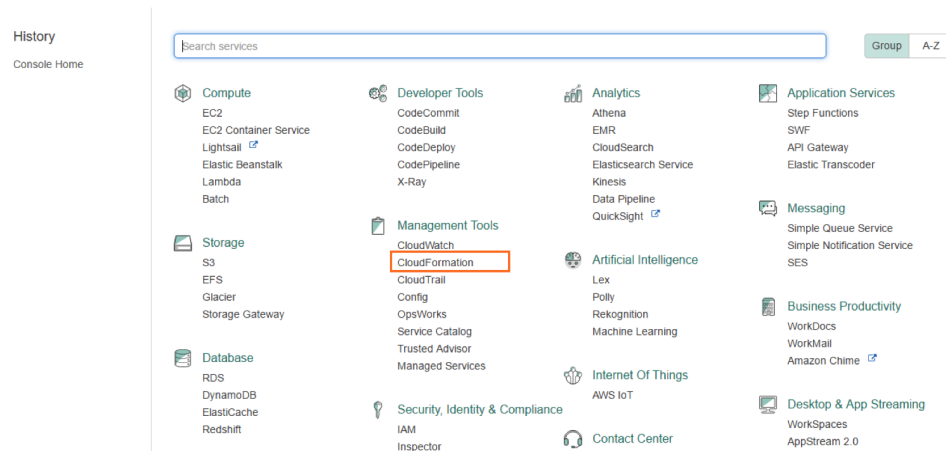 History
Console Home
Search services
Group A-Z
Compute
EC2
EC2 Container Service
Lightsail
Elastic Beanstalk
Lambda
Batch
Storage
S3
EFS
Glacier
Storage Gateway
Database
RDS
DynamoDB
ElastiCache
Redshift
Developer Tools
CodeCommit
CodeBuild
CodeDeploy
CodePipeline
X-Ray
Management Tools
CloudWatch
CloudFormation
CloudTrail
Config
OpsWorks
Service Catalog
Trusted Advisor
Managed Services
Security, Identity & Compliance
IAM
Inspector
Analytics
Athena
EMR
CloudSearch
Elasticsearch Service
Kinesis
Data Pipeline
QuickSight
Artificial Intelligence
Lex
Polly
Rekognition
Machine Learning
Internet Of Things
AWS IoT
Contact Center
Application Services
Step Functions
SWF
API Gateway
Elastic Transcoder
Messaging
Simple Queue Service
Simple Notification Service
SES
Business Productivity
WorkDocs
WorkMail
Amazon Chime
Desktop & App Streaming
WorkSpaces
AppStream 2.0